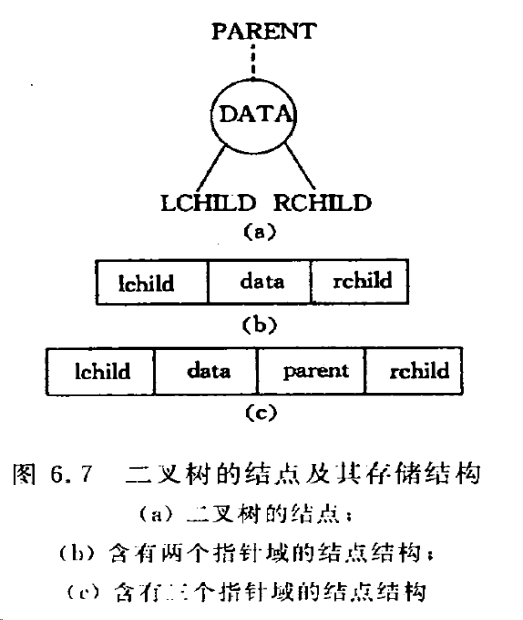 PARENT
DATA
LCHILD RCHILD
(a)
lchild data rchild
(b)
lchild data parent rchild
(c)
图 6.7 二叉树的结点及其存储结构
(a) 二叉树的结点;
(b) 含有两个指针域的结点结构;
(c) 含有三个指针域的结点结构